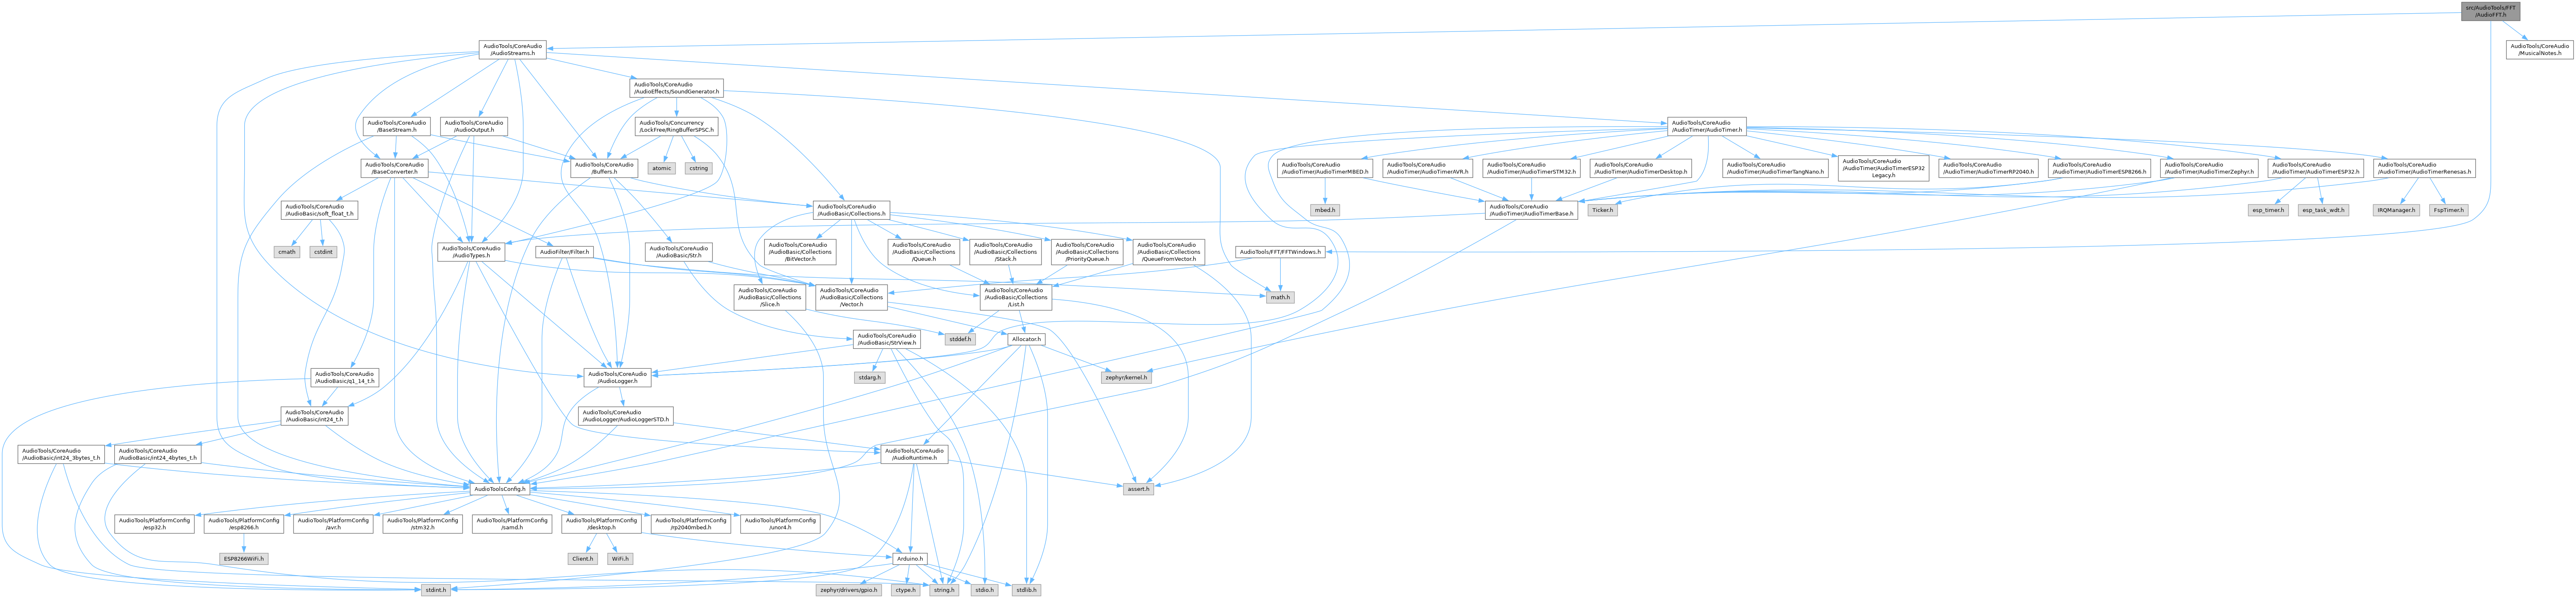 src/AudioTools/FFT
/AudioFFT.h
AudioTools/CoreAudio
/AudioStreams.h
AudioTools/CoreAudio
/MusicalNotes.h
AudioTools/CoreAudio
/AudioEffects/SoundGenerator.h
AudioTools/CoreAudio
/BaseStream.h
AudioTools/CoreAudio
/AudioOutput.h
AudioTools/Concurrency
/LockFree/RingBufferSPSC.h
AudioTools/CoreAudio
/AudioTimer/AudioTimer.h
AudioTools/CoreAudio
/BaseConverter.h
AudioTools/CoreAudio
/Buffers.h
atomic
cstring
AudioTools/CoreAudio
/AudioTimer/AudioTimerMBED.h
AudioTools/CoreAudio
/AudioTimer/AudioTimerAVR.h
AudioTools/CoreAudio
/AudioTimer/AudioTimerSTM32.h
AudioTools/CoreAudio
/AudioTimer/AudioTimerDesktop.h
AudioTools/CoreAudio
/AudioTimer/AudioTimerTangNano.h
AudioTools/CoreAudio
/AudioTimer/AudioTimerESP32
Legacy.h
AudioTools/CoreAudio
/AudioTimer/AudioTimerRP2040.h
AudioTools/CoreAudio
/AudioTimer/AudioTimerESP8266.h
AudioTools/CoreAudio
/AudioTimer/AudioTimerZephyr.h
AudioTools/CoreAudio
/AudioTimer/AudioTimerESP32.h
AudioTools/CoreAudio
/AudioTimer/AudioTimerRenesas.h
AudioTools/CoreAudio
/AudioBasic/soft_float_t.h
AudioTools/CoreAudio
/AudioBasic/Collections.h
mbed.h
AudioTools/CoreAudio
/AudioTimer/AudioTimerBase.h
Ticker.h
esp_timer.h
esp_task_wdt.h
IRQManager.h
FspTimer.h
cmath
cstdint
AudioTools/CoreAudio
/AudioTypes.h
AudioFilter/Filter.h
AudioTools/CoreAudio
/AudioBasic/Str.h
AudioTools/CoreAudio
/AudioBasic/Collections
/BitVector.h
AudioTools/CoreAudio
/AudioBasic/Collections
/Queue.h
AudioTools/CoreAudio
/AudioBasic/Collections
/Stack.h
AudioTools/CoreAudio
/AudioBasic/Collections
/PriorityQueue.h
AudioTools/CoreAudio
/AudioBasic/Collections
/QueueFromVector.h
AudioTools/FFT/FFTWindows.h
AudioTools/CoreAudio
/AudioBasic/Collections
/Slice.h
AudioTools/CoreAudio
/AudioBasic/Collections
/Vector.h
AudioTools/CoreAudio
/AudioBasic/Collections
/List.h
math.h
AudioTools/CoreAudio
/AudioBasic/StrView.h
stddef.h
Allocator.h
AudioTools/CoreAudio
/AudioBasic/q1_14_t.h
AudioTools/CoreAudio
/AudioLogger.h
stdarg.h
zephyr/kernel.h
AudioTools/CoreAudio
/AudioBasic/int24_t.h
AudioTools/CoreAudio
/AudioLogger/AudioLoggerSTD.h
AudioTools/CoreAudio
/AudioBasic/int24_3bytes_t.h
AudioTools/CoreAudio
/AudioBasic/int24_4bytes_t.h
AudioTools/CoreAudio
/AudioRuntime.h
AudioToolsConfig.h
assert.h
AudioTools/PlatformConfig
/esp32.h
AudioTools/PlatformConfig
/esp8266.h
AudioTools/PlatformConfig
/avr.h
AudioTools/PlatformConfig
/stm32.h
AudioTools/PlatformConfig
/samd.h
AudioTools/PlatformConfig
/desktop.h
AudioTools/PlatformConfig
/rp2040mbed.h
AudioTools/PlatformConfig
/unor4.h
ESP8266WiFi.h
Client.h
WiFi.h
Arduino.h
stdint.h
zephyr/drivers/gpio.h
ctype.h
string.h
stdio.h
stdlib.h